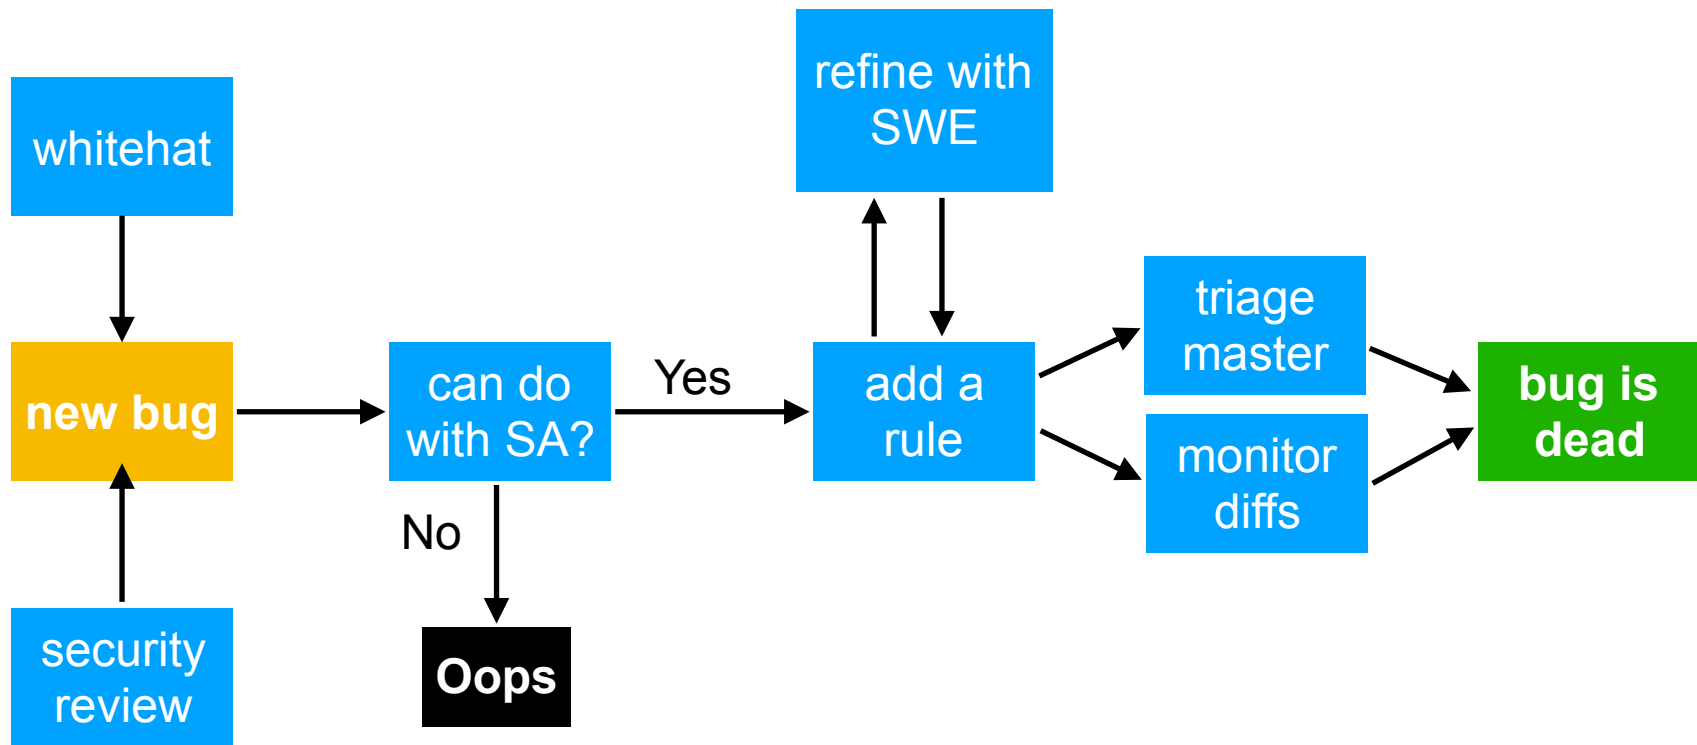 whitehat
new bug
security
review
can do
with SA?
Yes
No
Oops
refine with
SWE
add a
rule
triage
master
monitor
diffs
bug is
dead